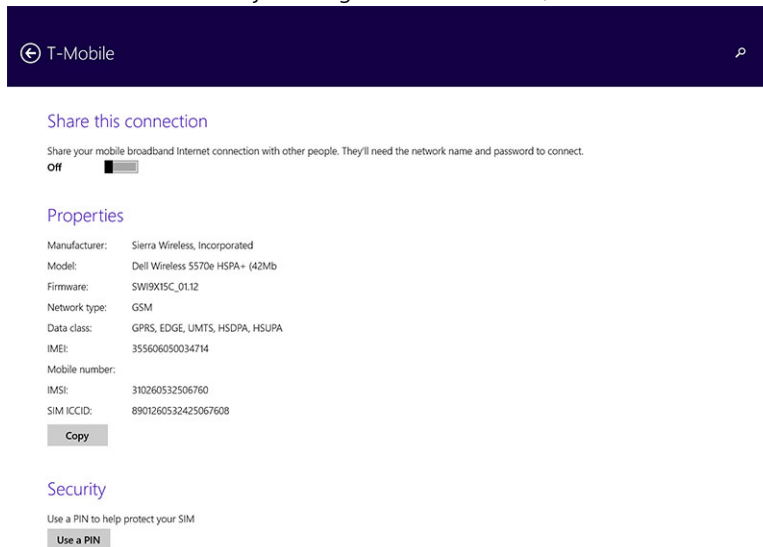 T-Mobile
Share this connection
Share your mobile broadband Internet connection with other people. They'll need the network name and password to connect.
Off
Properties
Manufacturer: Sierra Wireless, Incorporated
Model: Dell Wireless 5570e HSPA+ (42Mb
Firmware: SWI9X15C_01.12
Network type: GSM
Data class: GPRS, EDGE, UMTS, HSDPA, HSUPA
IMEI: 355606050034714
Mobile number:
IMSI: 310260532506760
SIM ICCID: 8901260532425067608
Copy
Security
Use a PIN to help protect your SIM
Use a PIN